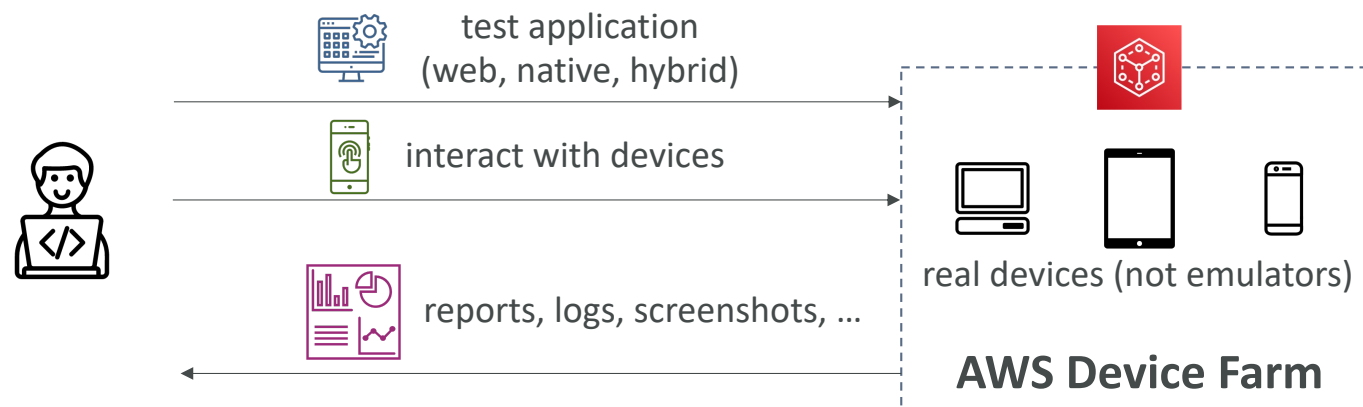 test application
(web, native, hybrid)
interact with devices
reports, logs, screenshots, ...
</>
real devices (not emulators)
AWS Device Farm